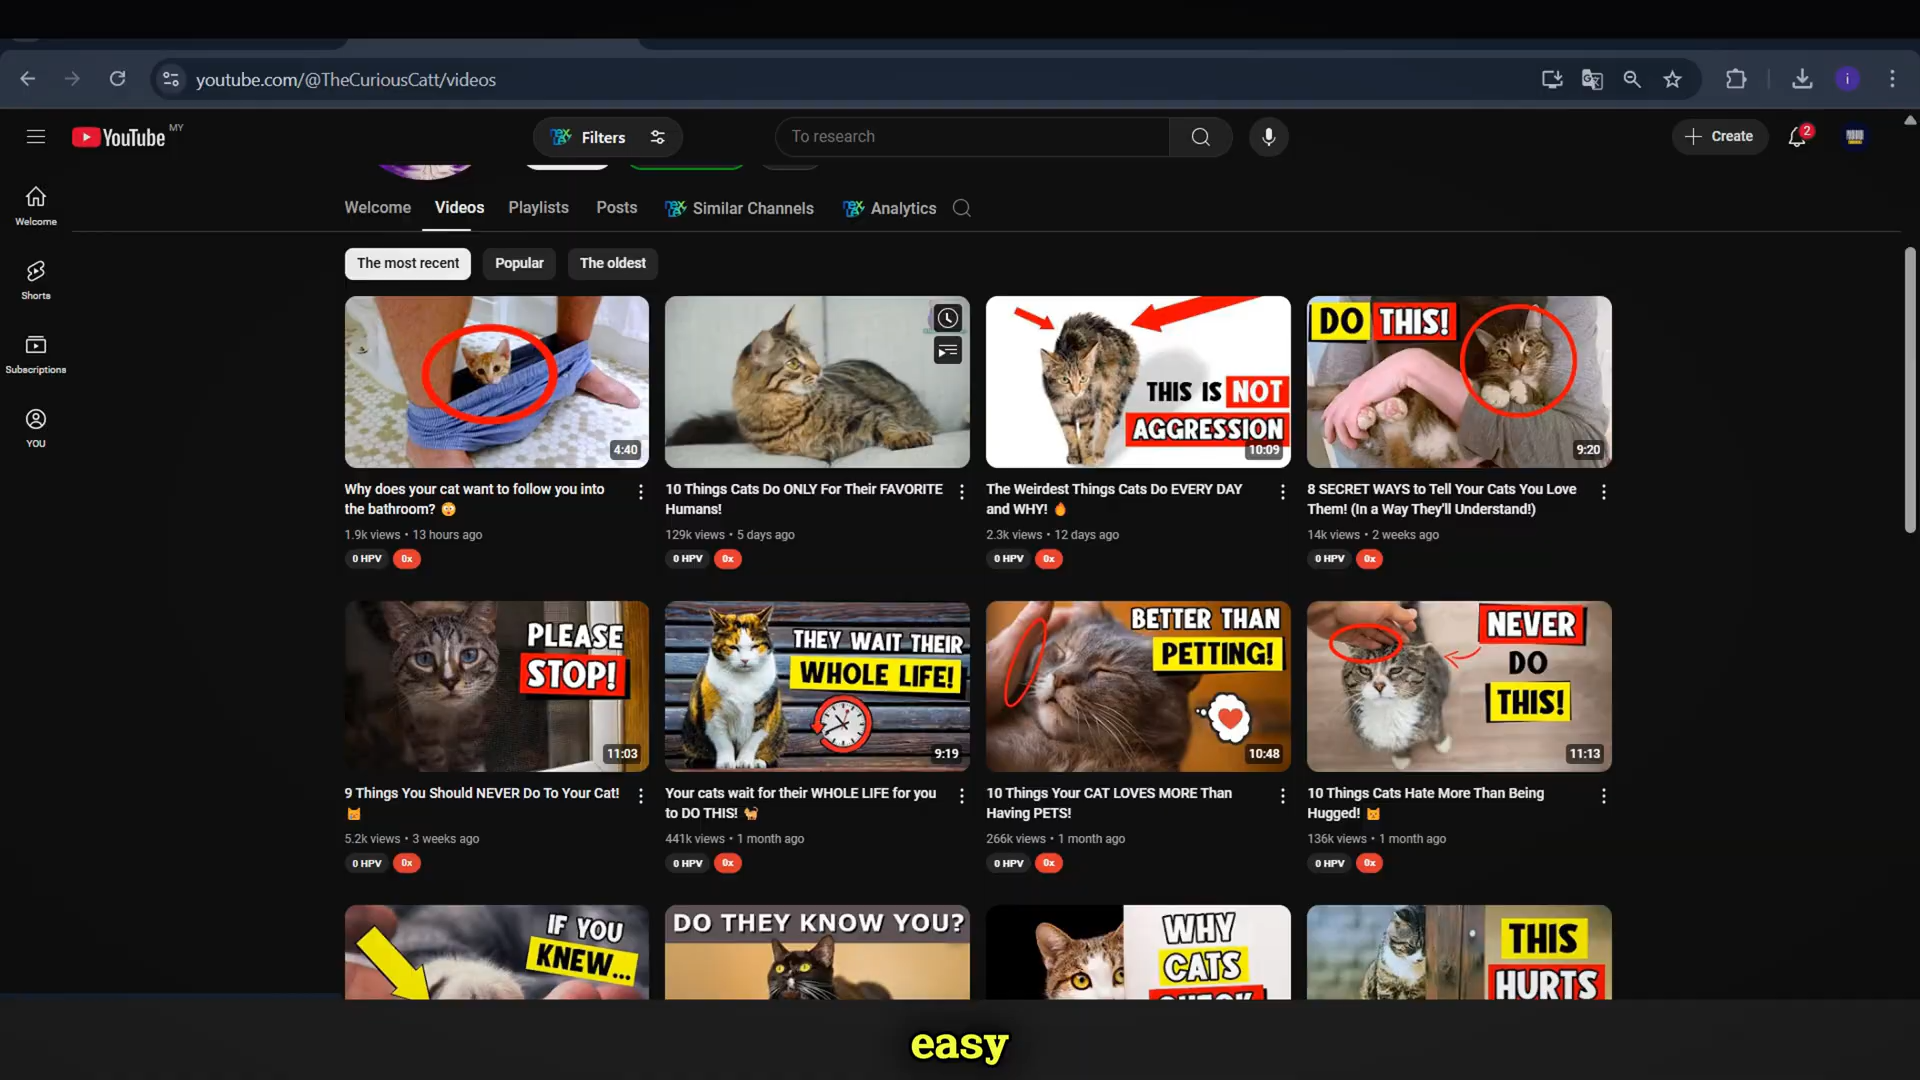 youtube.com/@TheCuriousCatt/videos
i
YouTube MY
Filters
To research
Create
2
Welcome
Shorts
Subscriptions
YOU
Welcome
Videos
Playlists
Posts
Similar Channels
Analytics
The most recent
Popular
The oldest
4:40
THIS IS NOT
AGGRESSION
10:09
DO THIS!
9:20
Why does your cat want to follow you into
the bathroom?
1.9k views • 13 hours ago
0 HPV
0x
10 Things Cats Do ONLY For Their FAVORITE
Humans!
129k views • 5 days ago
0 HPV
0x
The Weirdest Things Cats Do EVERY DAY
and WHY!
2.3k views • 12 days ago
0 HPV
0x
8 SECRET WAYS to Tell Your Cats You Love
Them! (In a Way They'll Understand!)
14k views • 2 weeks ago
0 HPV
0x
PLEASE
STOP!
11:03
THEY WAIT THEIR
WHOLE LIFE!
9:19
BETTER THAN
PETTING!
10:48
NEVER
DO
THIS!
11:13
9 Things You Should NEVER Do To Your Cat!
5.2k views • 3 weeks ago
0 HPV
0x
Your cats wait for their WHOLE LIFE for you
to DO THIS!
441k views • 1 month ago
0 HPV
0x
10 Things Your CAT LOVES MORE Than
Having PETS!
266k views • 1 month ago
0 HPV
0x
10 Things Cats Hate More Than Being
Hugged!
136k views • 1 month ago
0 HPV
0x
IF YOU
KNEW...
DO THEY KNOW YOU?
WHY
CATS
THIS
HURTS
easy